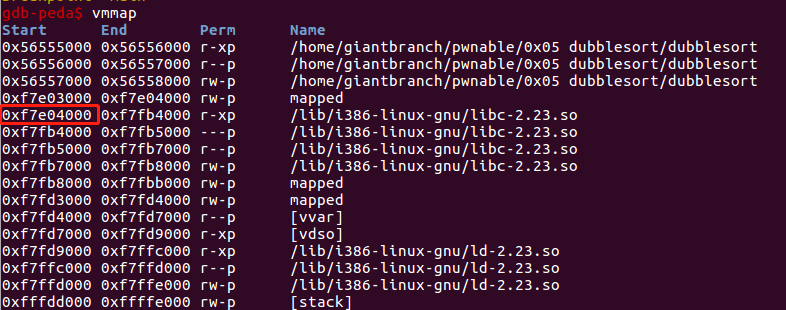 gdb-peda$ vmmap
Start End Perm Name
0x56555000 0x56556000 r-xp /home/giantbranch/pwnable/0x05 dubblesort/dubblesort
0x56556000 0x56557000 r--p /home/giantbranch/pwnable/0x05 dubblesort/dubblesort
0x56557000 0x56558000 rw-p /home/giantbranch/pwnable/0x05 dubblesort/dubblesort
0xf7e03000 0xf7e04000 rw-p mapped
0xf7e04000 0xf7fb4000 r-xp /lib/i386-linux-gnu/libc-2.23.so
0xf7fb4000 0xf7fb5000 ---p /lib/i386-linux-gnu/libc-2.23.so
0xf7fb5000 0xf7fb7000 r--p /lib/i386-linux-gnu/libc-2.23.so
0xf7fb7000 0xf7fb8000 rw-p /lib/i386-linux-gnu/libc-2.23.so
0xf7fb8000 0xf7fbb000 rw-p mapped
0xf7fd3000 0xf7fd4000 rw-p mapped
0xf7fd4000 0xf7fd7000 r--p [vvar]
0xf7fd7000 0xf7fd9000 r-xp [vdso]
0xf7fd9000 0xf7ffc000 r-xp /lib/i386-linux-gnu/ld-2.23.so
0xf7ffc000 0xf7ffd000 r--p /lib/i386-linux-gnu/ld-2.23.so
0xf7ffd000 0xf7ffe000 rw-p /lib/i386-linux-gnu/ld-2.23.so
0xfffdd000 0xffffe000 rw-p [stack]